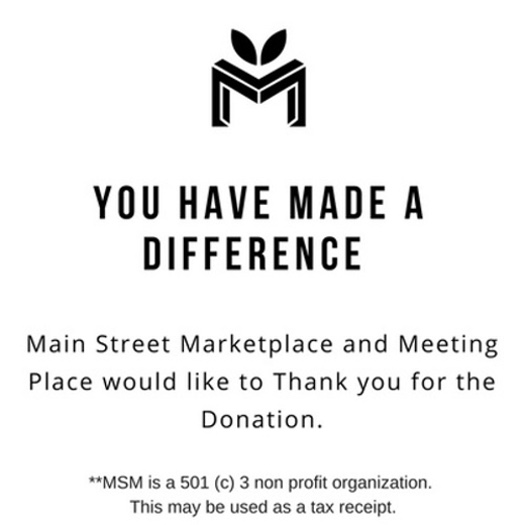 YOU HAVE MADE A
DIFFERENCE
Main Street Marketplace and Meeting
Place would like to Thank you for the
Donation.
**MSM is a 501 (c) 3 non profit organization.
This may be used as a tax receipt.